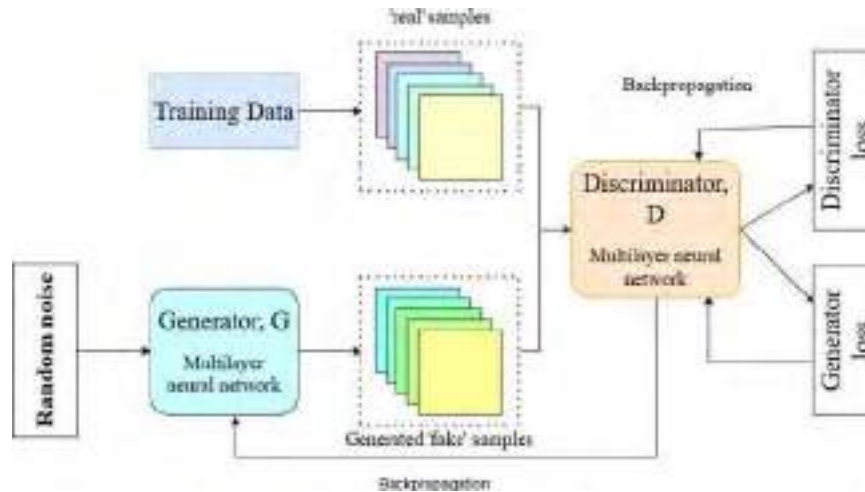 'real' samples
Training Data
Backpropagation
Discriminator
loss
Discriminator,
D
Multilayer neural
network
Random noise
Generator, G
Multilayer
neural network
Generated 'fake' samples
Generator
loss
Backpropagation